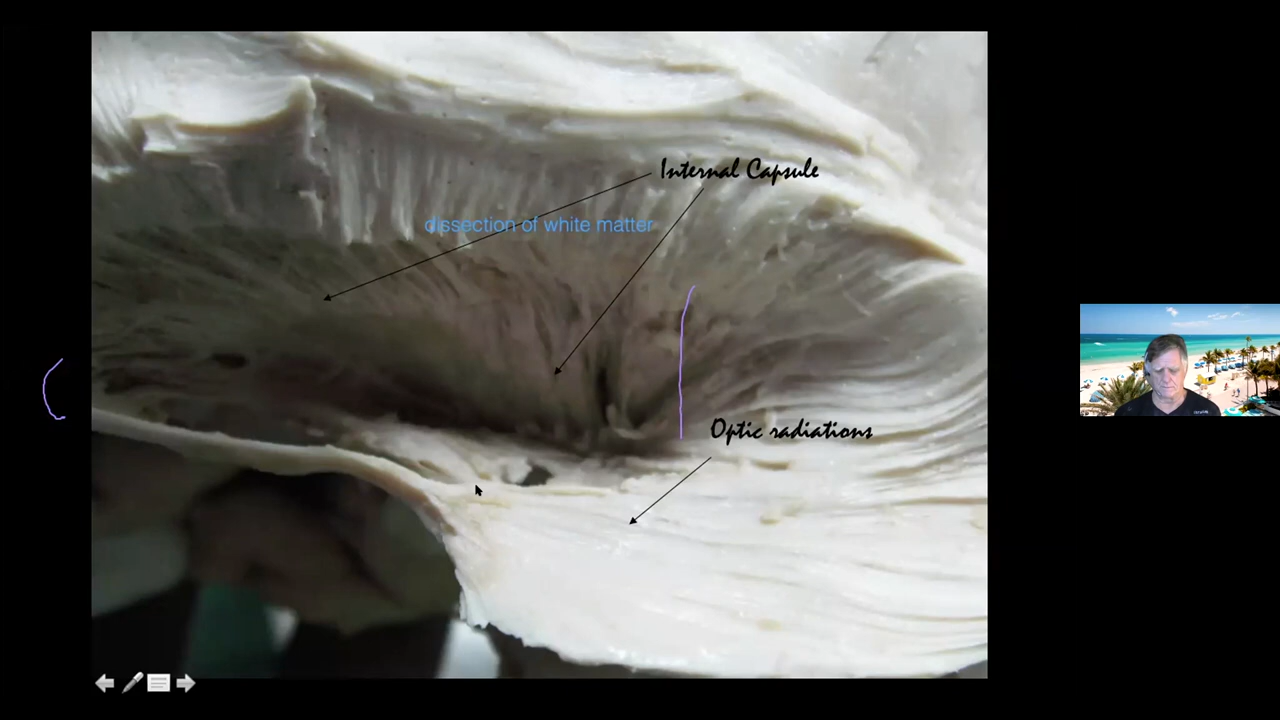 Internal Capsule
dissection of white matter
Optic radiations